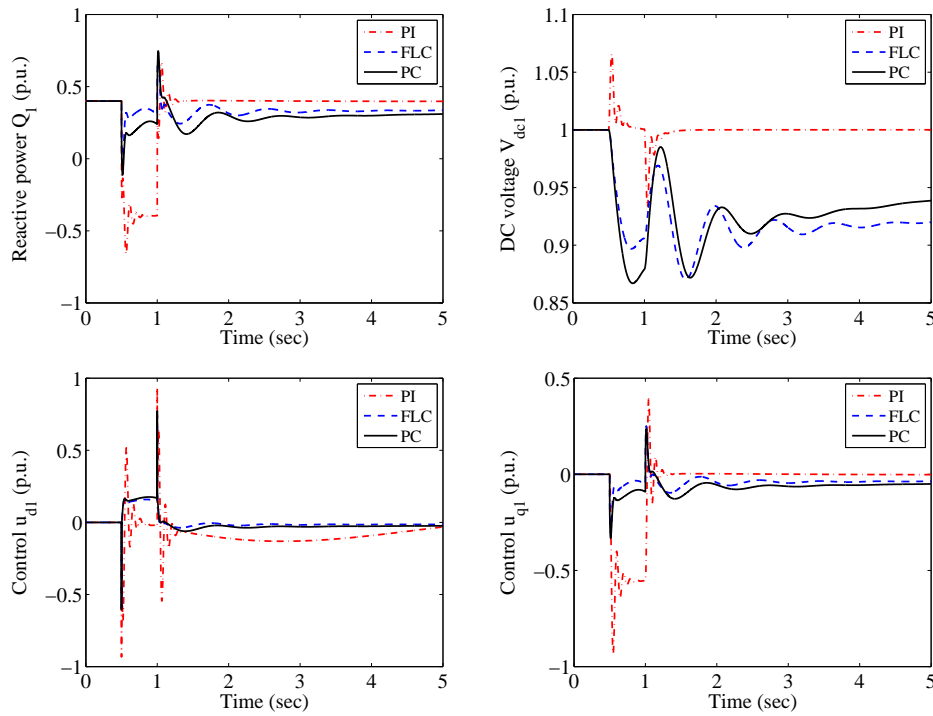 1
0.5
0
−0.5
−1
Reactive power Q1 (p.u.)
PI
FLC
PC
0 1 2 3 4 5
Time (sec)
1.1
1.05
1
0.95
0.9
0.85
DC voltage Vdc1 (p.u.)
PI
FLC
PC
0 1 2 3 4 5
Time (sec)
1
0.5
0
−0.5
−1
Control ud1 (p.u.)
PI
FLC
PC
0 1 2 3 4 5
Time (sec)
0.5
0
−0.5
−1
Control uq1 (p.u.)
PI
FLC
PC
0 1 2 3 4 5
Time (sec)